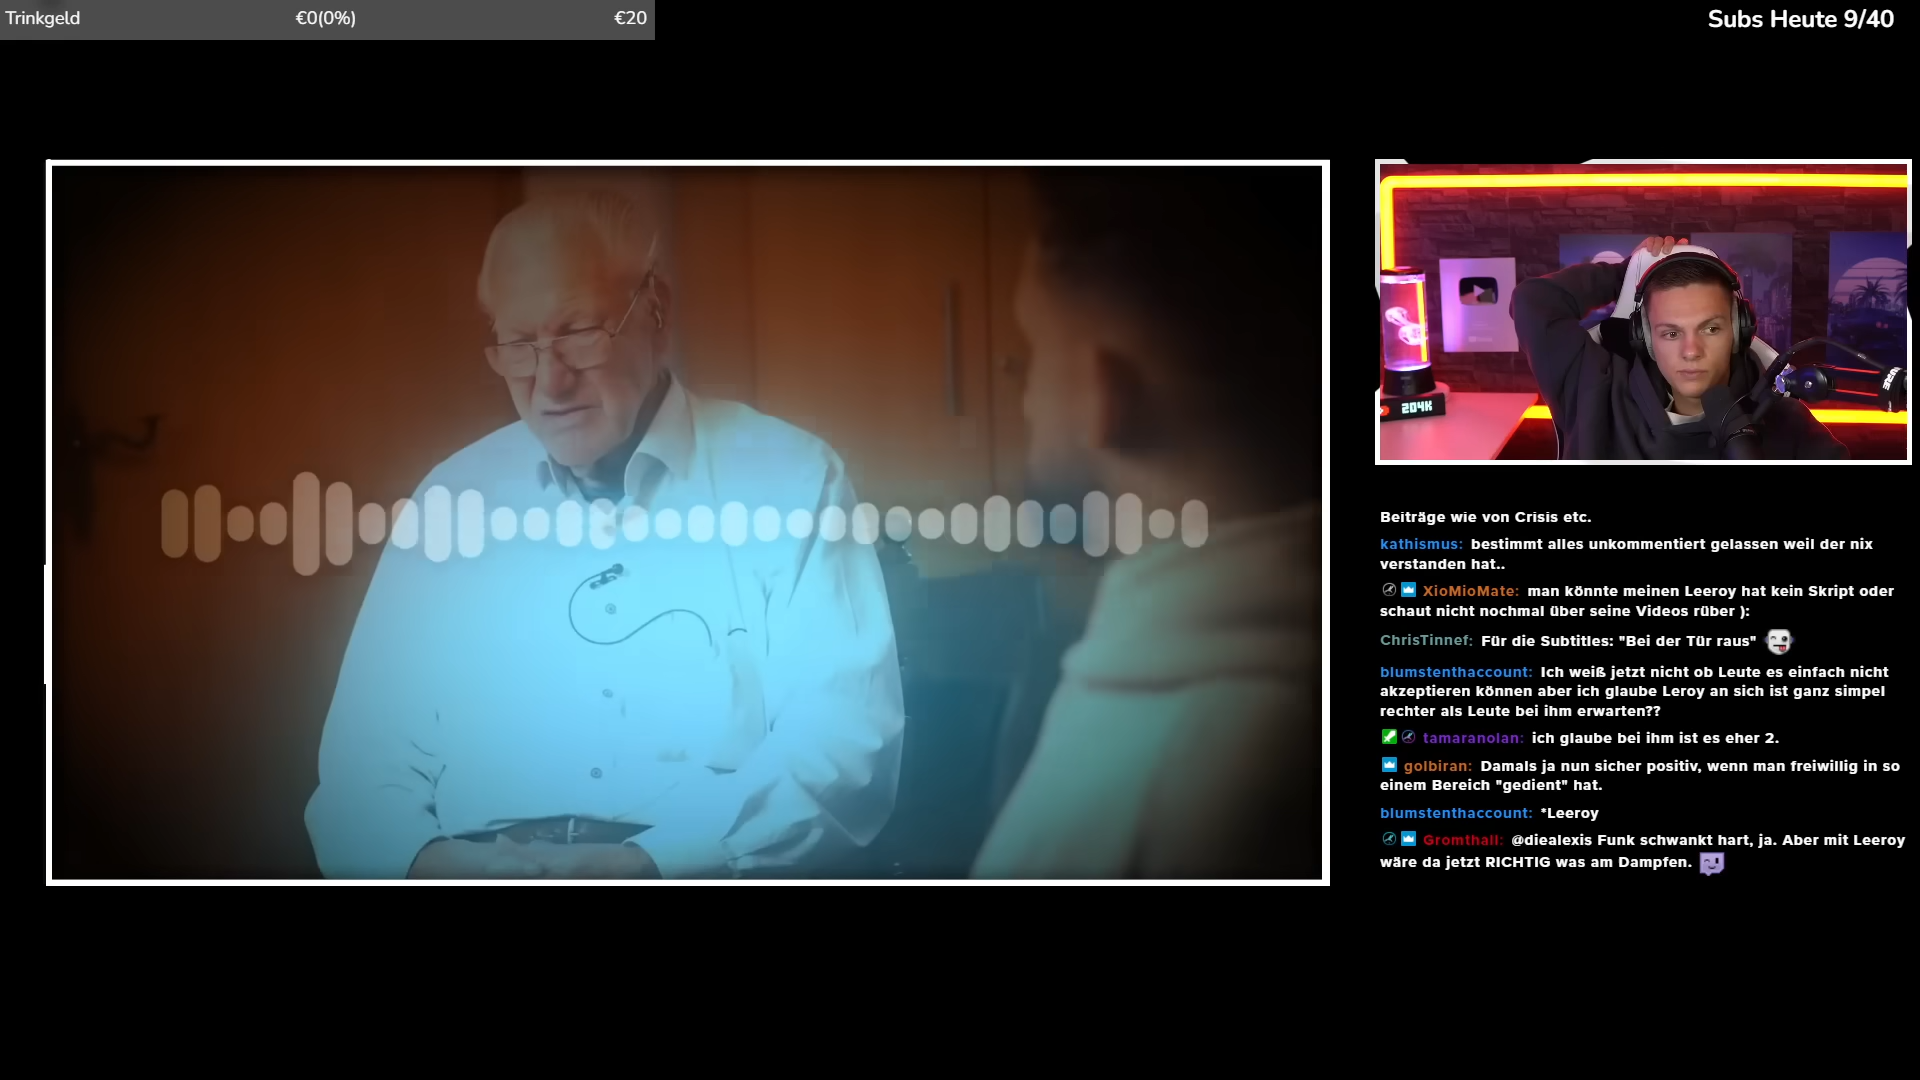 Trinkgeld €0(0%) €20
Subs Heute 9/40
204K
Beiträge wie von Crisis etc.
kathismus: bestimmt alles unkommentiert gelassen weil der nix
verstanden hat..
XioMioMate: man könnte meinen Leeroy hat kein Skript oder
schaut nicht nochmal über seine Videos rüber ):
ChrisTinnef: Für die Subtitles: "Bei der Tür raus"
blumstenthaccount: Ich weiß jetzt nicht ob Leute es einfach nicht
akzeptieren können aber ich glaube Leroy an sich ist ganz simpel
rechter als Leute bei ihm erwarten??
tamaranolan: ich glaube bei ihm ist es eher 2.
golbiran: Damals ja nun sicher positiv, wenn man freiwillig in so
einem Bereich "gedient" hat.
blumstenthaccount: *Leeroy
Gromthall: @diealexis Funk schwankt hart, ja. Aber mit Leeroy
wäre da jetzt RICHTIG was am Dampfen.